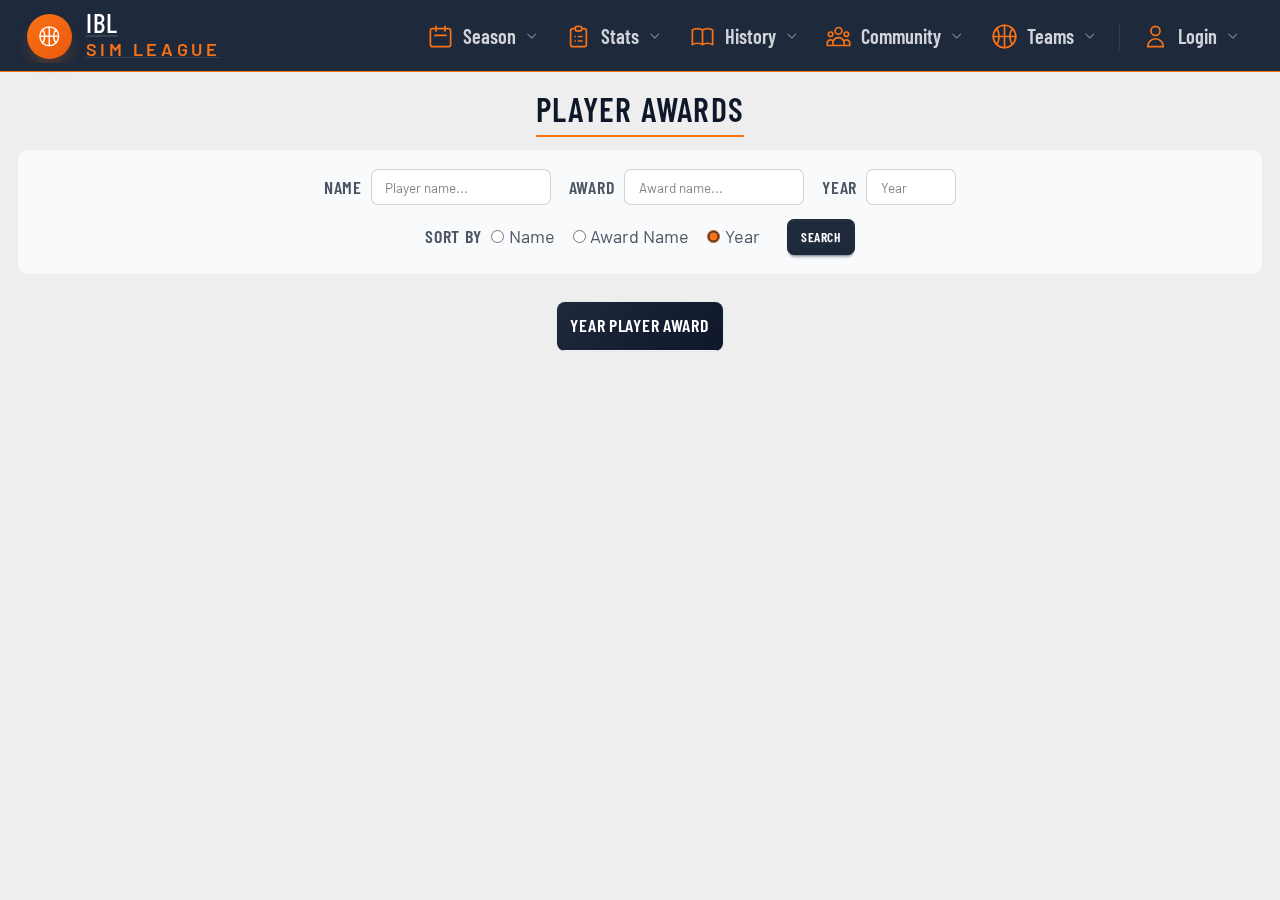 IBL
SIM LEAGUE
Season
Stats
History
Community
Teams
Login
PLAYER AWARDS
NAME Player name... AWARD Award name... YEAR Year
SORT BY Name Award Name Year SEARCH
YEAR PLAYER AWARD